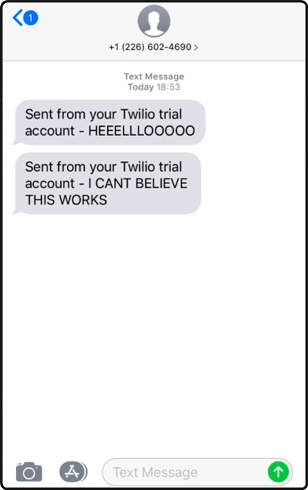 1
+1 (226) 602-4690 >
Text Message
Today 18:53
Sent from your Twilio trial
account - HEEELLLOOOOO
Sent from your Twilio trial
account - I CANT BELIEVE
THIS WORKS
Text Message